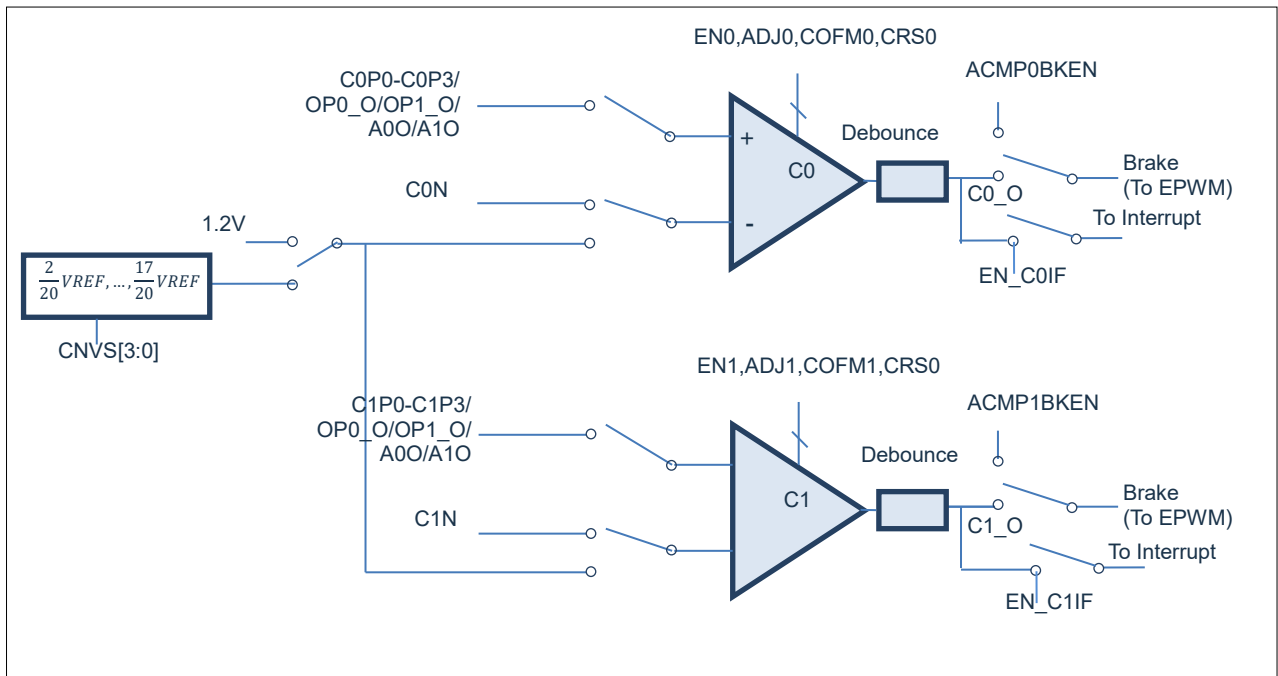 EN0,ADJ0,COFM0,CRS0
C0P0-C0P3/
OP0_O/OP1_O/
A0O/A1O
ACMP0BKEN
Debounce
+
C0
-
C0N
C0_O
Brake
(To EPWM)
To Interrupt
EN_C0IF
1.2V
2/20 VREF,...,17/20 VREF
CNVS[3:0]
EN1,ADJ1,COFM1,CRS0
C1P0-C1P3/
OP0_O/OP1_O/
A0O/A1O
ACMP1BKEN
Debounce
C1
C1N
C1_O
Brake
(To EPWM)
To Interrupt
EN_C1IF